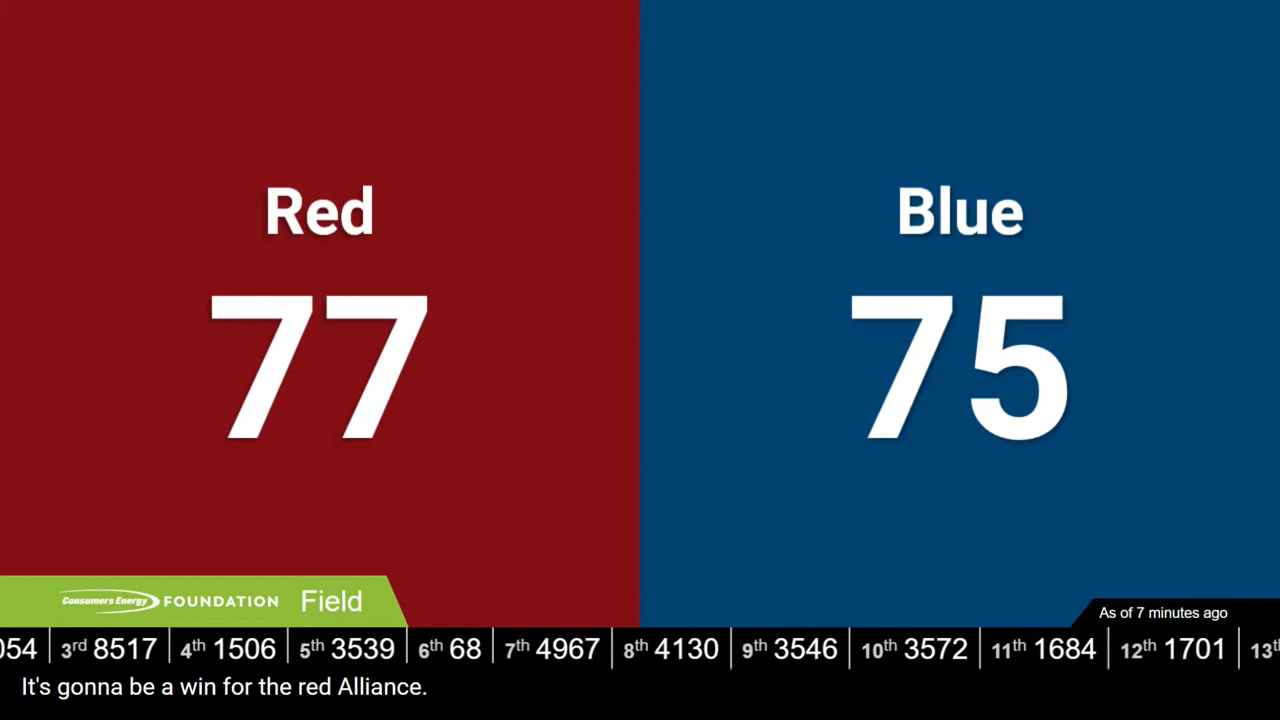 Red Blue
77 75
Consumers Energy FOUNDATION Field
As of 7 minutes ago
054 3rd 8517 4th 1506 5th 3539 6th 68 7th 4967 8th 4130 9th 3546 10th 3572 11th 1684 12th 1701 13th
It's gonna be a win for the red Alliance.